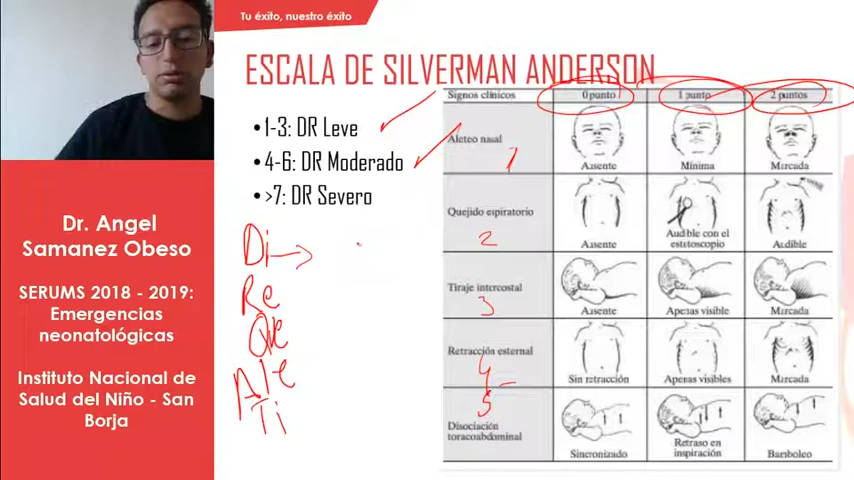 Tu éxito, nuestro éxito
ESCALA DE SILVERMAN ANDERSON
•1-3: DR Leve
•4-6: DR Moderado
•>7: DR Severo
Di→
Re
Que
Ale
Ti
Dr. Angel
Samanez Obeso
SERUMS 2018 - 2019:
Emergencias
neonatológicas
Instituto Nacional de
Salud del Niño - San
Borja
Signos clínicos 0 punto 1 punto 2 puntos
Aleteo nasal
1
Ausente Mínima Marcada
Quejido espiratorio
2
Ausente
Audible con el
estetoscopio
Audible
Tiraje intercostal
3
Ausente Apenas visible Marcada
Retracción esternal
4
Sin retracción Apenas visibles Marcada
5
Disociación
toracoabdominal
Sincronizado
Retraso en
inspiración
Bamboleo